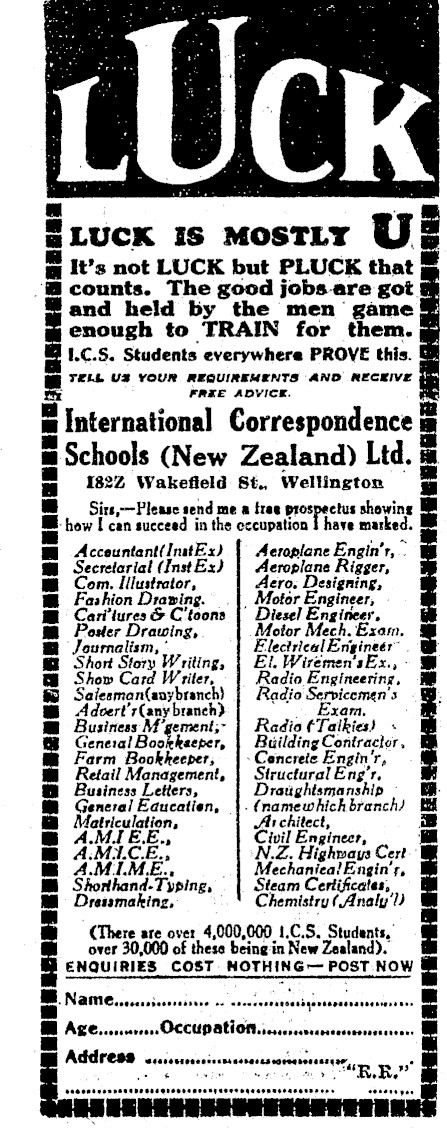 LUCK
LUCK IS MOSTLY U
It's not LUCK but PLUCK that
counts. The good jobs are got
and held by the men game
enough to TRAIN for them.
I.C.S. Students everywhere PROVE this.
TELL US YOUR REQUIREMENTS AND RECEIVE
FREE ADVICE.
International Correspondence
Schools (New Zealand) Ltd.
182Z Wakefield St., Wellington
Sirs,—Please send me a free prospectus showing
how I can succeed in the occupation I have marked.
Accountant(InstEx)
Secretarial (InstEx)
Com. Illustrator,
Fashion Drawing.
Cari'tures & C'toons
Poster Drawing,
Journalism,
Short Story Writing,
Show Card Writer,
Salesman(any branch)
Advert'r(any branch)
Business M'gement,
General Bookkeeper,
Farm Bookkeeper,
Retail Management,
Business Letters,
General Education,
Matriculation,
A.M.I E.E.,
A.M.I.C.E.,
A.M.I.M.E.,
Shorthand-Typing,
Dressmaking,
Aeroplane Engin'r,
Aeroplane Rigger,
Aero. Designing,
Motor Engineer,
Diesel Engineer.
Motor Mech. Exam.
Electrical Engineer
El. Wiremen's Ex.,
Radio Engineering,
Radio Servicemen's
Exam.
Radio (Talkies)
Building Contractor,
Concrete Engin'r,
Structural Eng'r,
Draughtsmanship
(name which branch)
Architect,
Civil Engineer,
N.Z. Highways Cert
Mechanical Engin'r,
Steam Certificates,
Chemistry (Analy'l)
(There are over 4,000,000 I.C.S. Students,
over 30,000 of these being in New Zealand).
ENQUIRIES COST NOTHING—POST NOW
Name
Age Occupation
Address
"R.R."